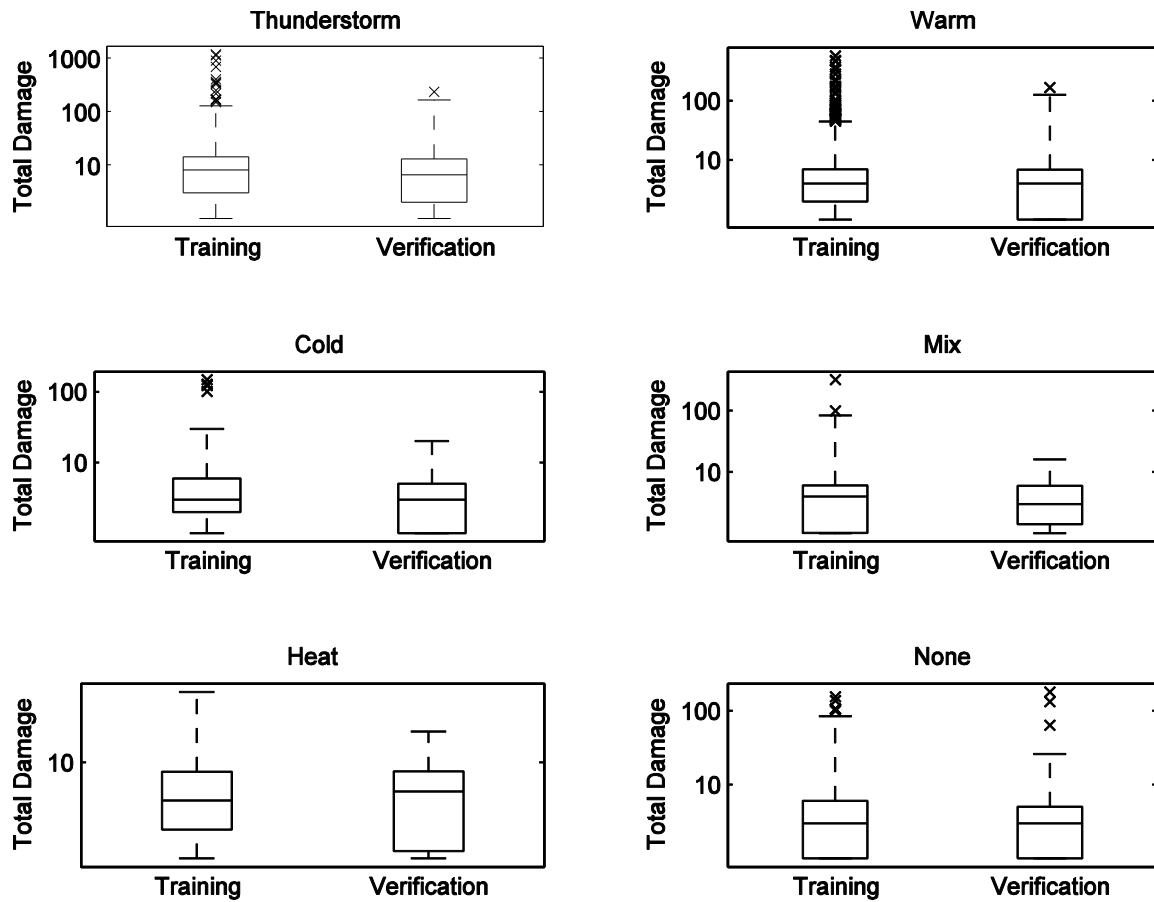 Thunderstorm
Total Damage
1000
100
10
Training Verification
Warm
Total Damage
100
10
Training Verification
Cold
Total Damage
100
10
Training Verification
Mix
Total Damage
100
10
Training Verification
Heat
Total Damage
10
Training Verification
None
Total Damage
100
10
Training Verification